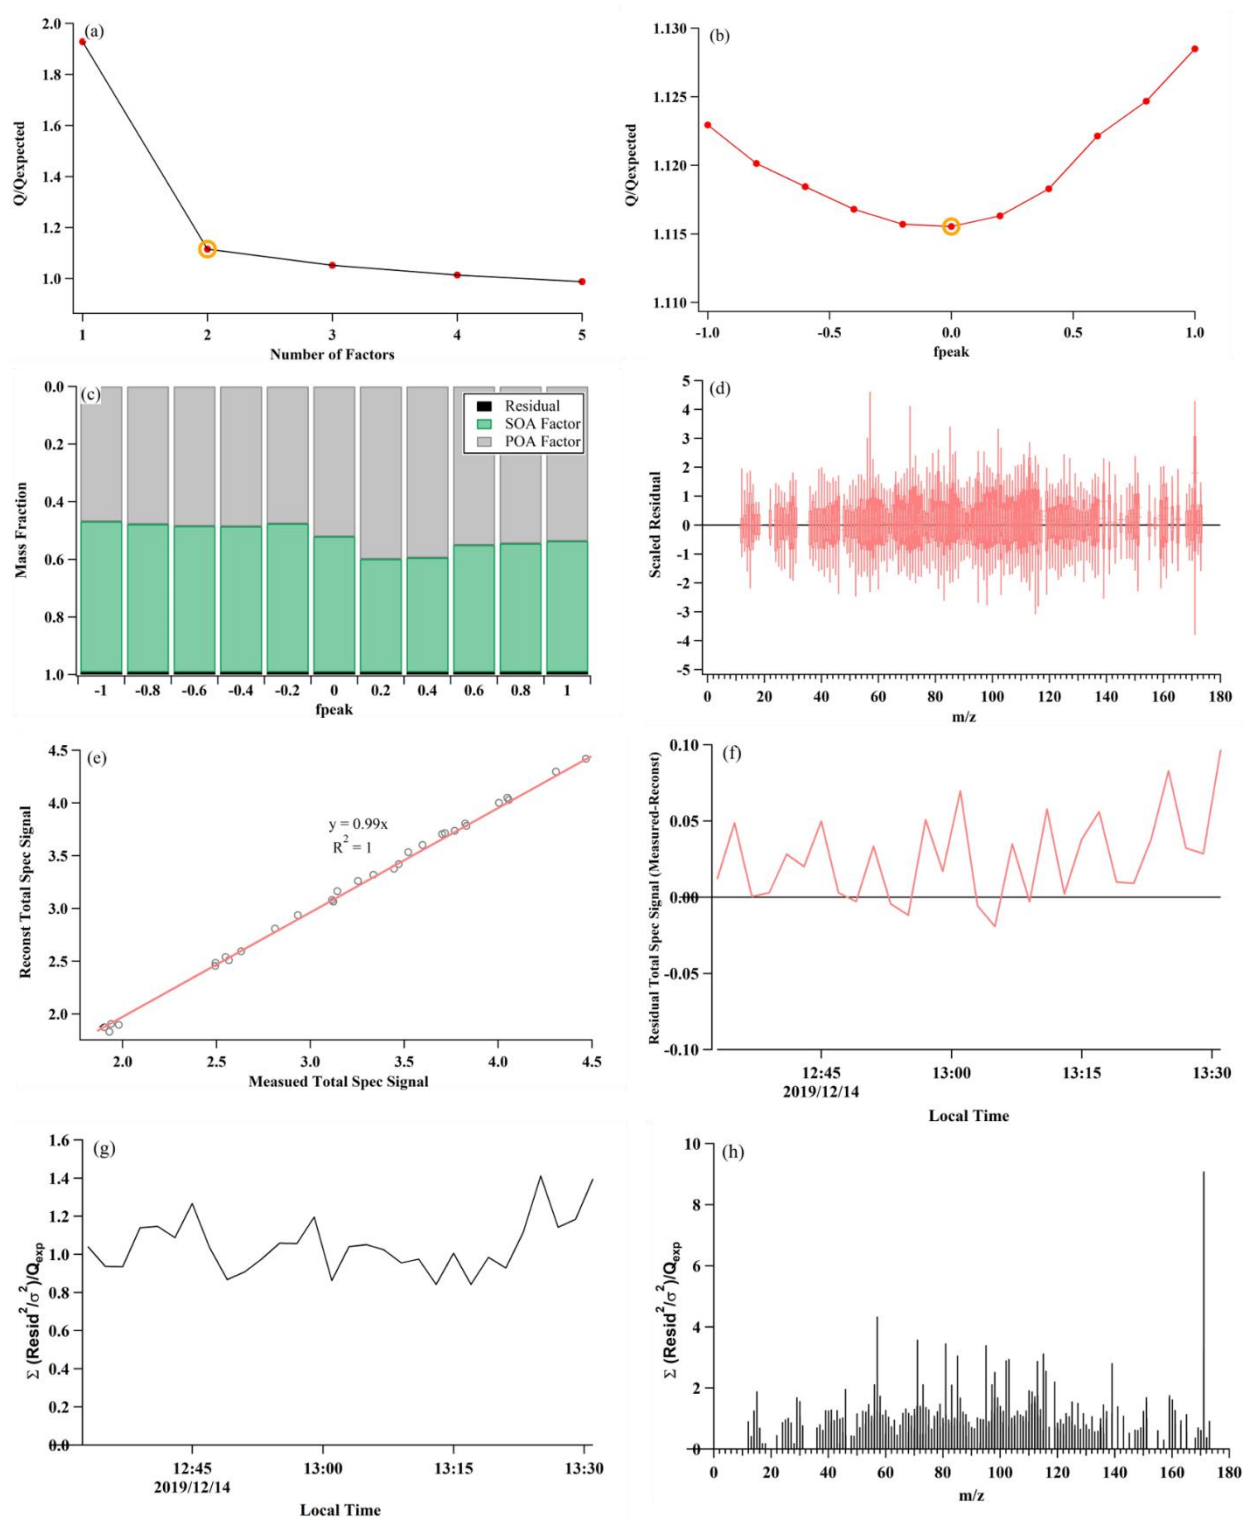 (a)
2.0
1.8
1.6
1.4
1.2
1.0
Q/Qexpected
1 2 3 4 5
Number of Factors
(b)
1.130
1.125
1.120
1.115
1.110
Q/Qexpected
-1.0 -0.5 0.0 0.5 1.0
fpeak
(c)
0.0
0.2
0.4
0.6
0.8
1.0
Mass Fraction
Residual
SOA Factor
POA Factor
-1 -0.8 -0.6 -0.4 -0.2 0 0.2 0.4 0.6 0.8 1
fpeak
(d)
5
4
3
2
1
0
-1
-2
-3
-4
-5
Scaled Residual
0 20 40 60 80 100 120 140 160 180
m/z
(e)
4.5
4.0
3.5
3.0
2.5
2.0
Reconst Total Spec Signal
y = 0.99x
R² = 1
2.0 2.5 3.0 3.5 4.0 4.5
Measued Total Spec Signal
(f)
0.10
0.05
0.00
-0.05
-0.10
Residual Total Spec Signal (Measured-Reconst)
12:45 13:00 13:15 13:30
2019/12/14
Local Time
(g)
1.6
1.4
1.2
1.0
0.8
0.6
0.4
0.2
0.0
Σ (Resid²/σ²)/Qexp
12:45 13:00 13:15 13:30
2019/12/14
Local Time
(h)
10
8
6
4
2
0
Σ (Resid²/σ²)/Qexp
0 20 40 60 80 100 120 140 160 180
m/z